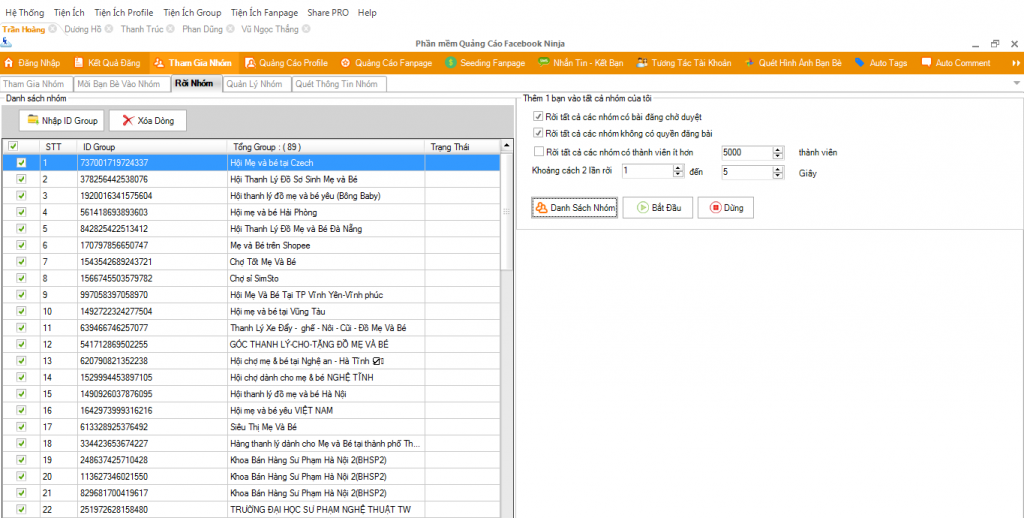 Hệ Thống Tiện Ích Tiện Ích Profile Tiện Ích Group Tiện Ích Fanpage Share PRO Help
Trần Hoàng Dương Hồ Thanh Trúc Phan Dũng Vũ Ngọc Thắng
Phần mềm Quảng Cáo Facebook Ninja
Đăng Nhập Kết Quả Đăng Tham Gia Nhóm Quảng Cáo Profile Quảng Cáo Fanpage Seeding Fanpage Nhắn Tin - Kết Bạn Tương Tác Tài Khoản Quét Hình Ảnh Bạn Bè Auto Tags Auto Comment
Tham Gia Nhóm Mời Bạn Bè Vào Nhóm Rời Nhóm Quản Lý Nhóm Quét Thông Tin Nhóm
Danh sách nhóm
Nhập ID Group Xóa Dòng
STT ID Group Tổng Group : ( 89 ) Trạng Thái
1 737001719724337 Hội Mẹ và bé tại Czech
2 378256442538076 Hội Thanh Lý Đồ Sơ Sinh Mẹ và Bé
3 1920016341575604 Hội thanh lý đồ mẹ và bé yêu (Bông Baby)
4 561418693893603 Hội mẹ và bé Hải Phòng
5 842825422513412 Hội Thanh Lý Đồ Mẹ và Bé Đà Nẵng
6 170797856650747 Mẹ và Bé trên Shopee
7 1543542689243721 Chợ Tốt Mẹ Và Bé
8 1566745503579782 Chợ sỉ SimSto
9 997058397058970 Hội Mẹ Và Bé Tại TP Vĩnh Yên-Vĩnh phúc
10 1492722324277504 Hội mẹ và bé tại Vũng Tàu
11 639466746257077 Thanh Lý Xe Đẩy - ghế - Nôi - Cũi - Đồ Mẹ Và Bé
12 541712869502255 GÓC THANH LÝ-CHO-TẶNG ĐỒ MẸ VÀ BÉ
13 620790821352238 Hội chợ mẹ & bé tại Nghệ an - Hà Tĩnh
14 1529994453897105 Hội chợ dành cho mẹ & bé NGHỆ TĨNH
15 1490926037876095 Hội thanh lý đồ mẹ và bé Hà Nội
16 1642973999316216 Hội mẹ và bé yêu VIỆT NAM
17 613328925376492 Siêu Thị Mẹ Và Bé
18 334423653674227 Hàng thanh lý dành cho Mẹ và Bé tại thành phố Th...
19 248637425710428 Khoa Bán Hàng Sư Phạm Hà Nội 2(BHSP2)
20 113627346021550 Khoa Bán Hàng Sư Phạm Hà Nội 2(BHSP2)
21 829681700419617 Khoa Bán Hàng Sư Phạm Hà Nội 2(BHSP2)
22 251972628158480 TRƯỜNG ĐẠI HỌC SƯ PHẠM NGHỆ THUẬT TW
Thêm 1 bạn vào tất cả nhóm của tôi
Rời tất cả các nhóm có bài đăng chờ duyệt
Rời tất cả các nhóm không có quyền đăng bài
Rời tất cả các nhóm có thành viên ít hơn 5000 thành viên
Khoảng cách 2 lần rời 1 đến 5 Giây
Danh Sách Nhóm Bắt Đầu Dừng